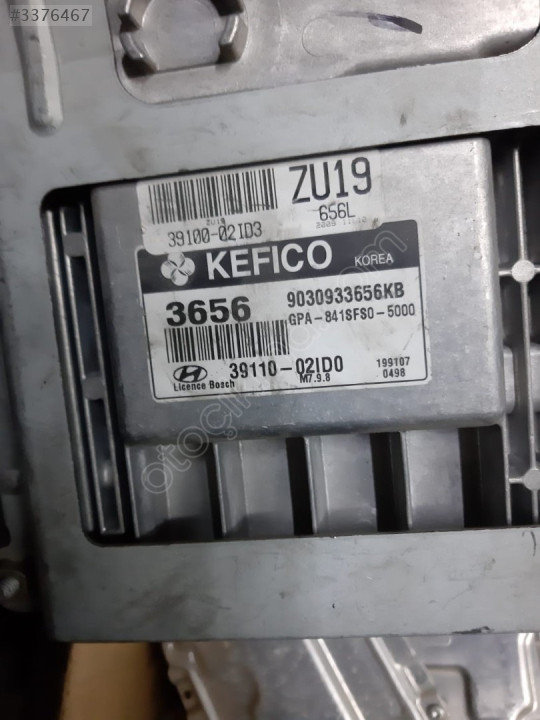 #3376467
ZU19
ZU19
656L
39100-02ID3
KEFICO KOREA
3656 9030933656KB
GPA-841SFS0-5000
39110-02ID0 199107
Licence Bosch M7.9.8 0498